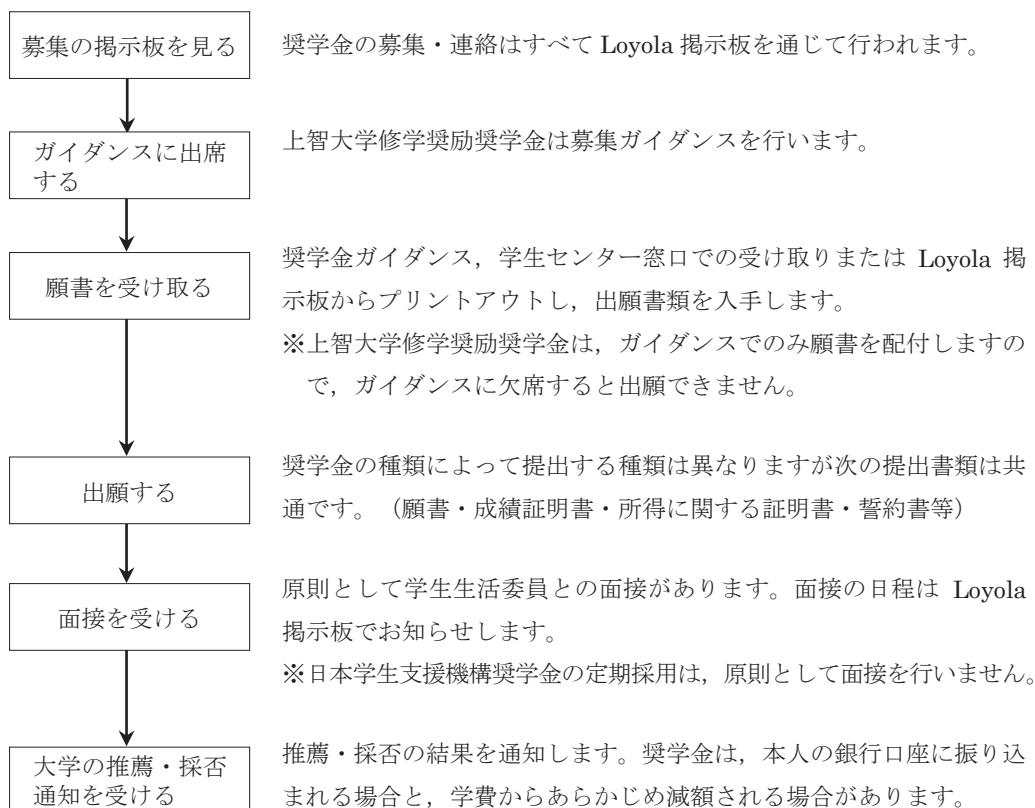 募集の掲示板を見る
奨学金の募集・連絡はすべて Loyola 掲示板を通じて行われます。
ガイダンスに出席
する
上智大学修学奨励奨学金は募集ガイダンスを行います。
願書を受け取る
奨学金ガイダンス，学生センター窓口での受け取りまたは Loyola 掲
示板からプリントアウトし，出願書類を入手します。
※上智大学修学奨励奨学金は，ガイダンスでのみ願書を配付しますの
で，ガイダンスに欠席すると出願できません。
出願する
奨学金の種類によって提出する種類は異なりますが次の提出書類は共
通です。（願書・成績証明書・所得に関する証明書・誓約書等）
面接を受ける
原則として学生生活委員との面接があります。面接の日程は Loyola
掲示板でお知らせします。
※日本学生支援機構奨学金の定期採用は，原則として面接を行いません。
大学の推薦・採否
通知を受ける
推薦・採否の結果を通知します。奨学金は，本人の銀行口座に振り込
まれる場合と，学費からあらかじめ減額される場合があります。